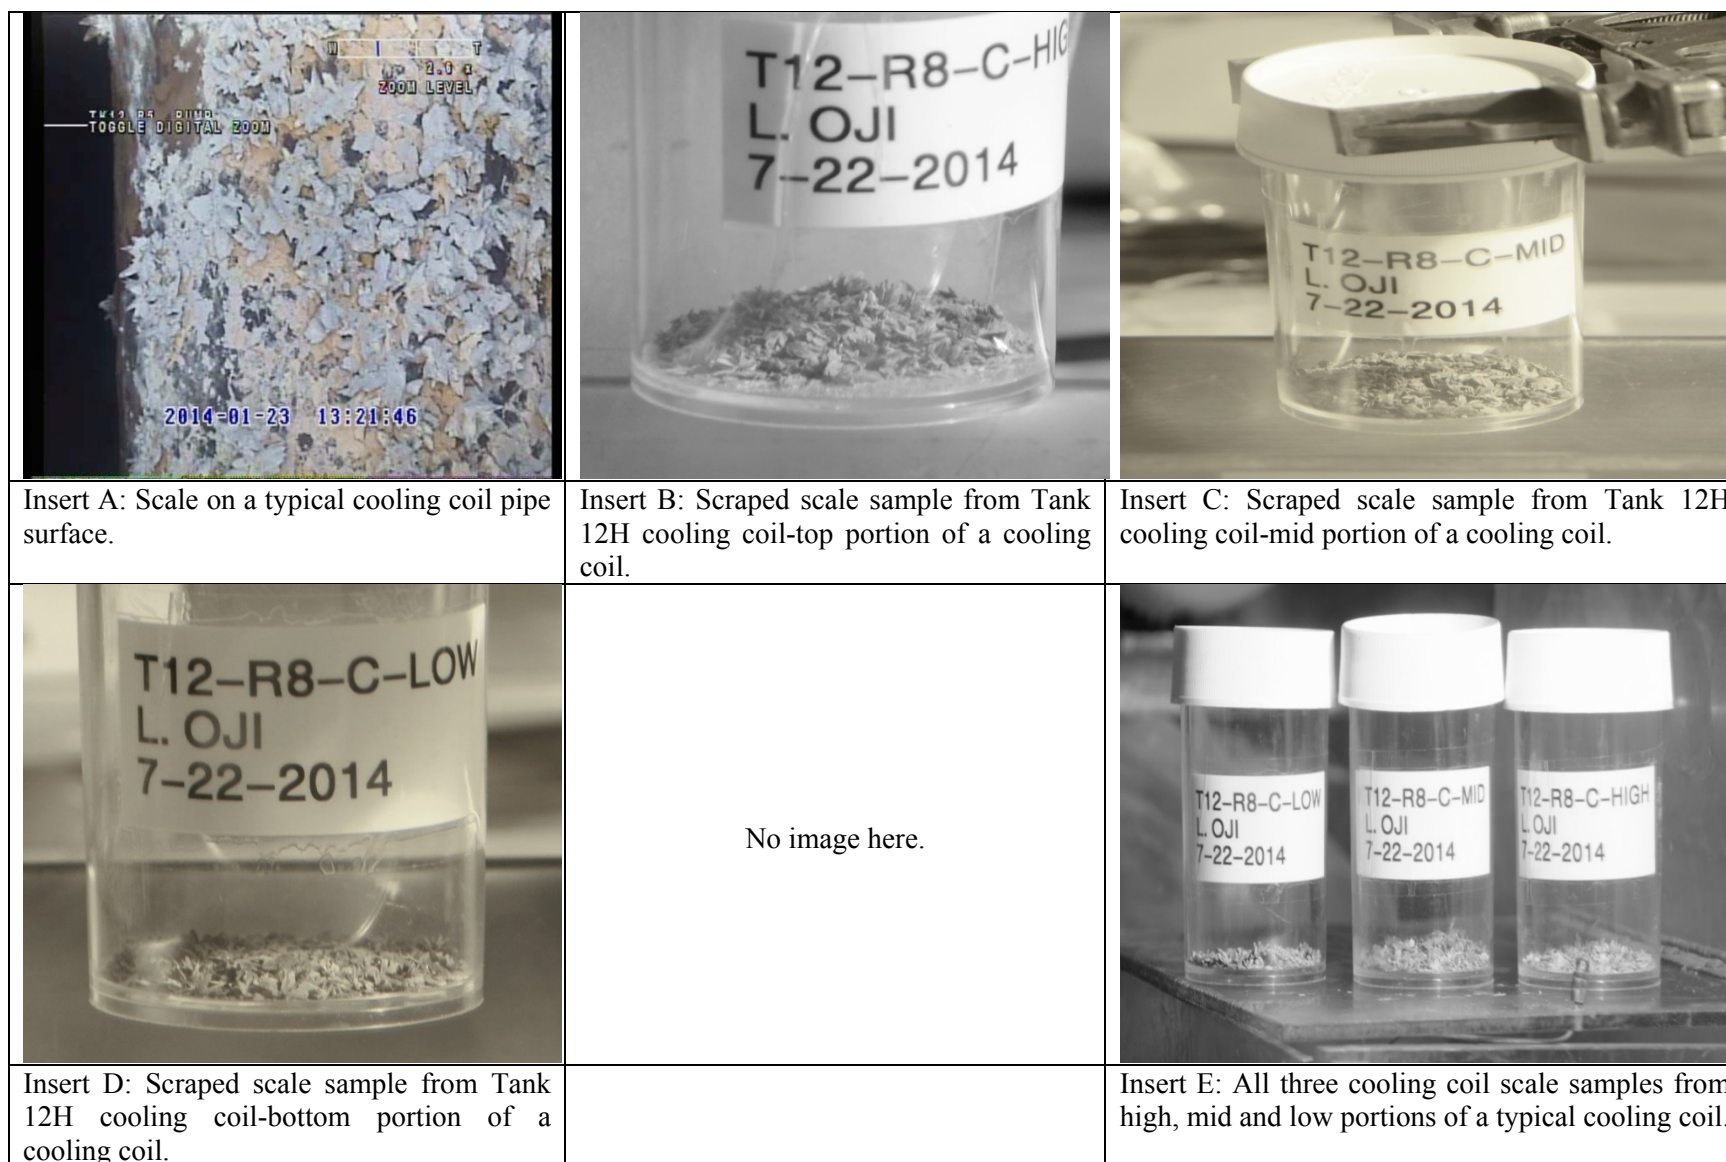 W T
2.0 x
ZOOM LEVEL
TOGGLE DIGITAL ZOOM
2014-01-23 13:21:46
T12-R8-C-HIG
L. OJI
7-22-2014
T12-R8-C-MID
L. OJI
7-22-2014
Insert A: Scale on a typical cooling coil pipe
surface.
Insert B: Scraped scale sample from Tank
12H cooling coil-top portion of a cooling
coil.
Insert C: Scraped scale sample from Tank 12H
cooling coil-mid portion of a cooling coil.
T12-R8-C-LOW
L. OJI
7-22-2014
No image here.
T12-R8-C-LOW
L. OJI
7-22-2014
T12-R8-C-MID
L. OJI
7-22-2014
T12-R8-C-HIGH
L. OJI
7-22-2014
Insert D: Scraped scale sample from Tank
12H cooling coil-bottom portion of a
cooling coil.
Insert E: All three cooling coil scale samples from
high, mid and low portions of a typical cooling coil.